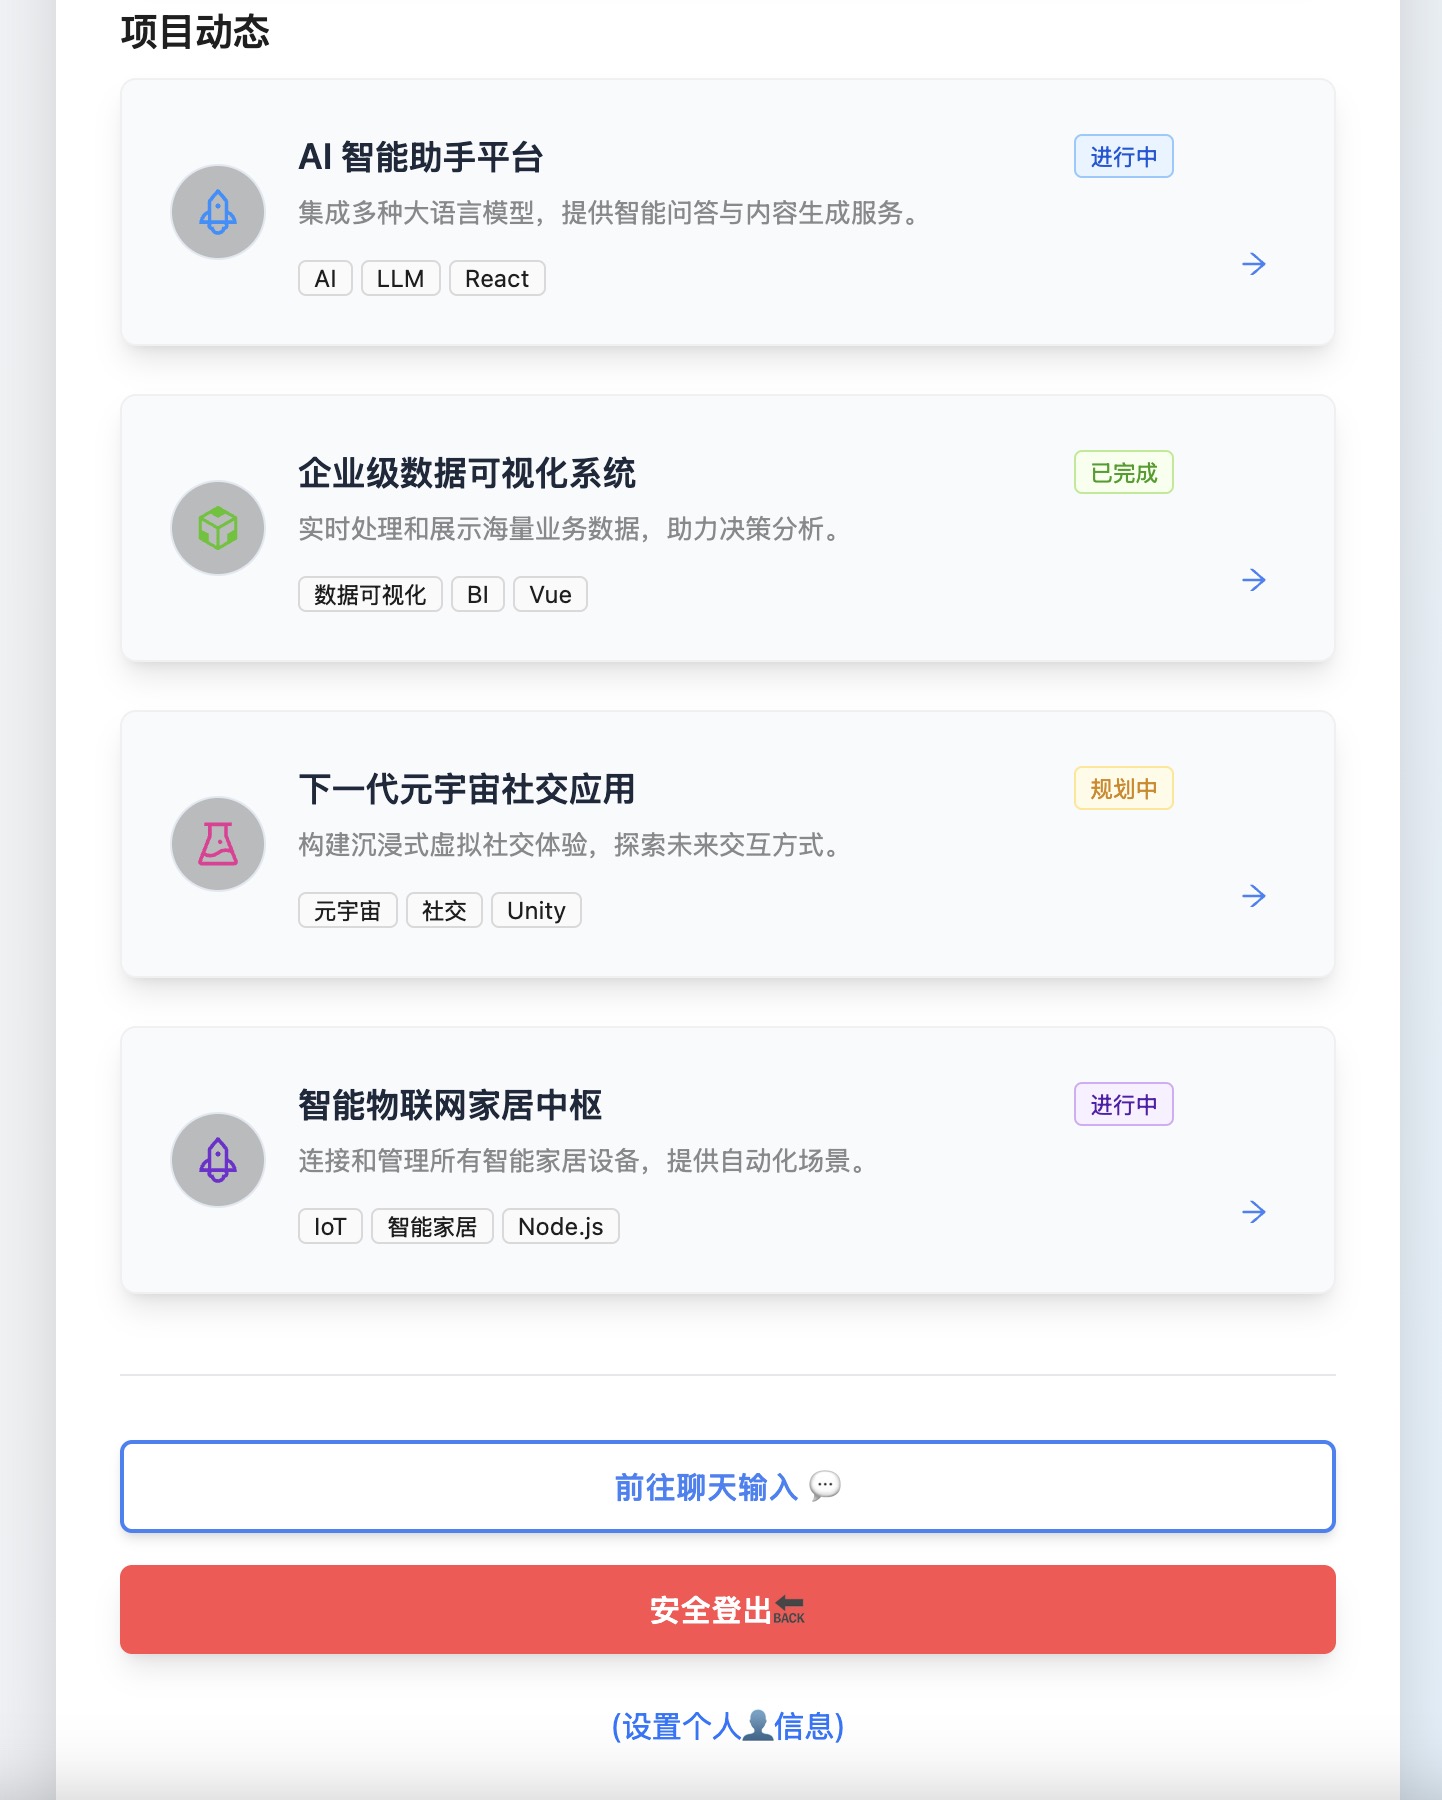 项目动态
AI 智能助手平台
进行中
集成多种大语言模型，提供智能问答与内容生成服务。
AI LLM React
企业级数据可视化系统
已完成
实时处理和展示海量业务数据，助力决策分析。
数据可视化 BI Vue
下一代元宇宙社交应用
规划中
构建沉浸式虚拟社交体验，探索未来交互方式。
元宇宙 社交 Unity
智能物联网家居中枢
进行中
连接和管理所有智能家居设备，提供自动化场景。
IoT 智能家居 Node.js
前往聊天输入 💬
安全登出🔙
(设置个人👤信息)